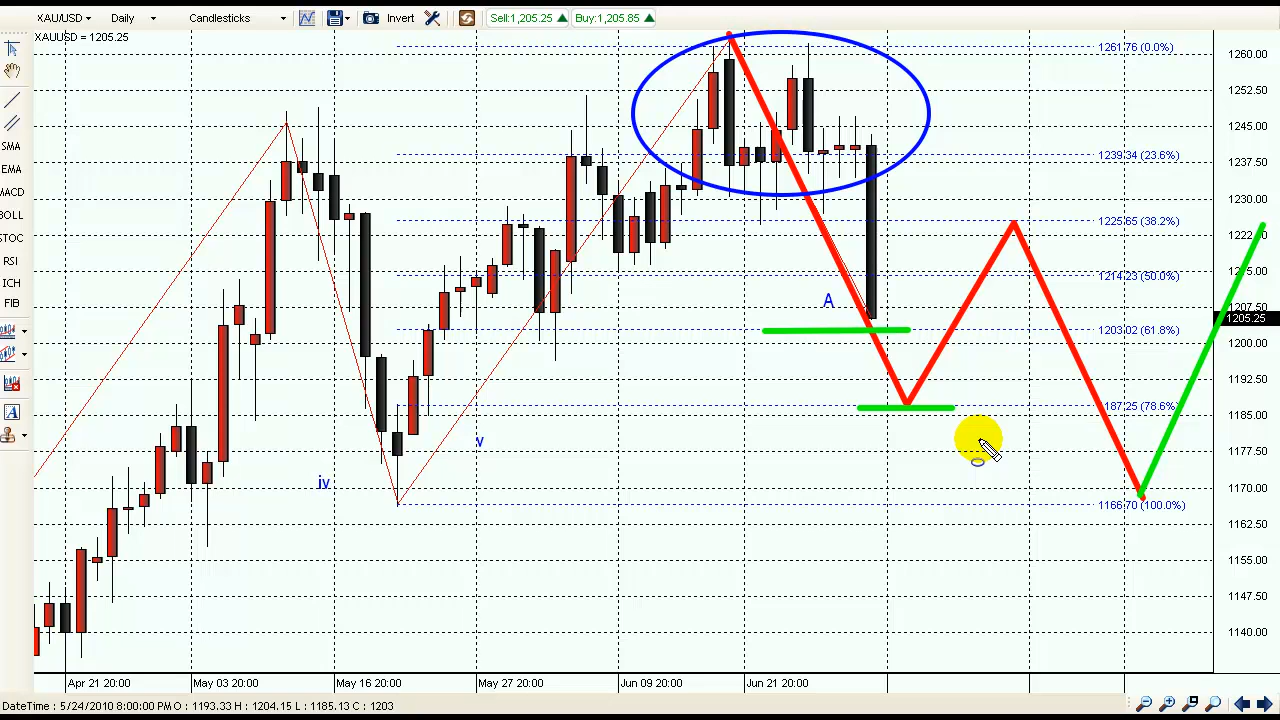 XAU/USD Daily Candlesticks Invert Sell:1,205.25 Buy:1,205.85
XAUUSD = 1205.25
SMA
EMA
MACD
BOLL
STOC
RSI
ICH
FIB
A
iv
v
1261.76 (0.0%)
1239.34 (23.6%)
1225.65 (38.2%)
1214.23 (50.0%)
1203.02 (61.8%)
187.25 (78.6%)
1166.70 (100.0%)
1260.00
1252.50
1245.00
1237.50
1230.00
1222.
1207.50
1205.25
1200.00
1192.50
1185.00
1177.50
1170.00
1162.50
1155.00
1147.50
1140.00
Apr 21 20:00 May 03 20:00 May 16 20:00 May 27 20:00 Jun 09 20:00 Jun 21 20:00
DateTime : 5/24/2010 8:00:00 PM O : 1193.33 H : 1204.15 L : 1185.13 C : 1203